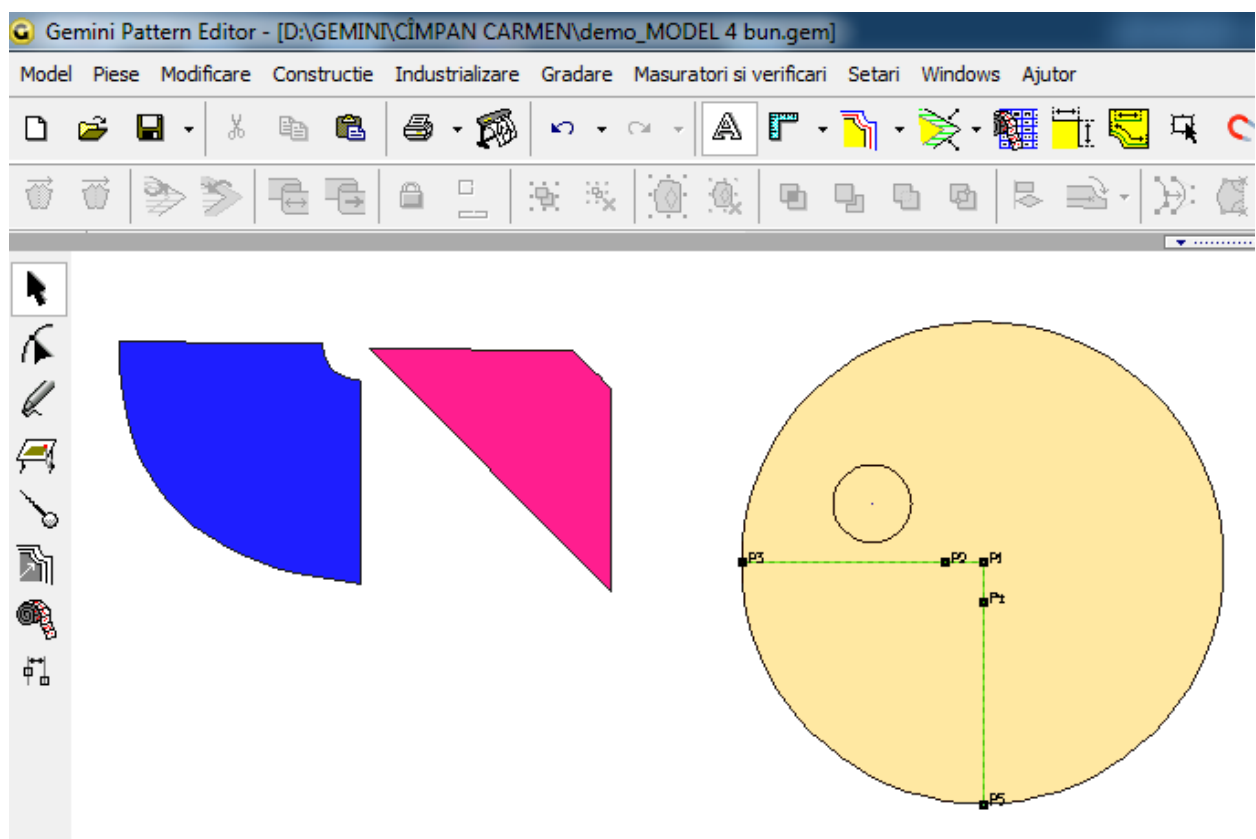 Gemini Pattern Editor - [D:\GEMINI\CÎMPAN CARMEN\demo_MODEL 4 bun.gem]
Model Piese Modificare Constructie Industrializare Gradare Masuratori si verificari Setari Windows Ajutor
P3 P2 P1
P5